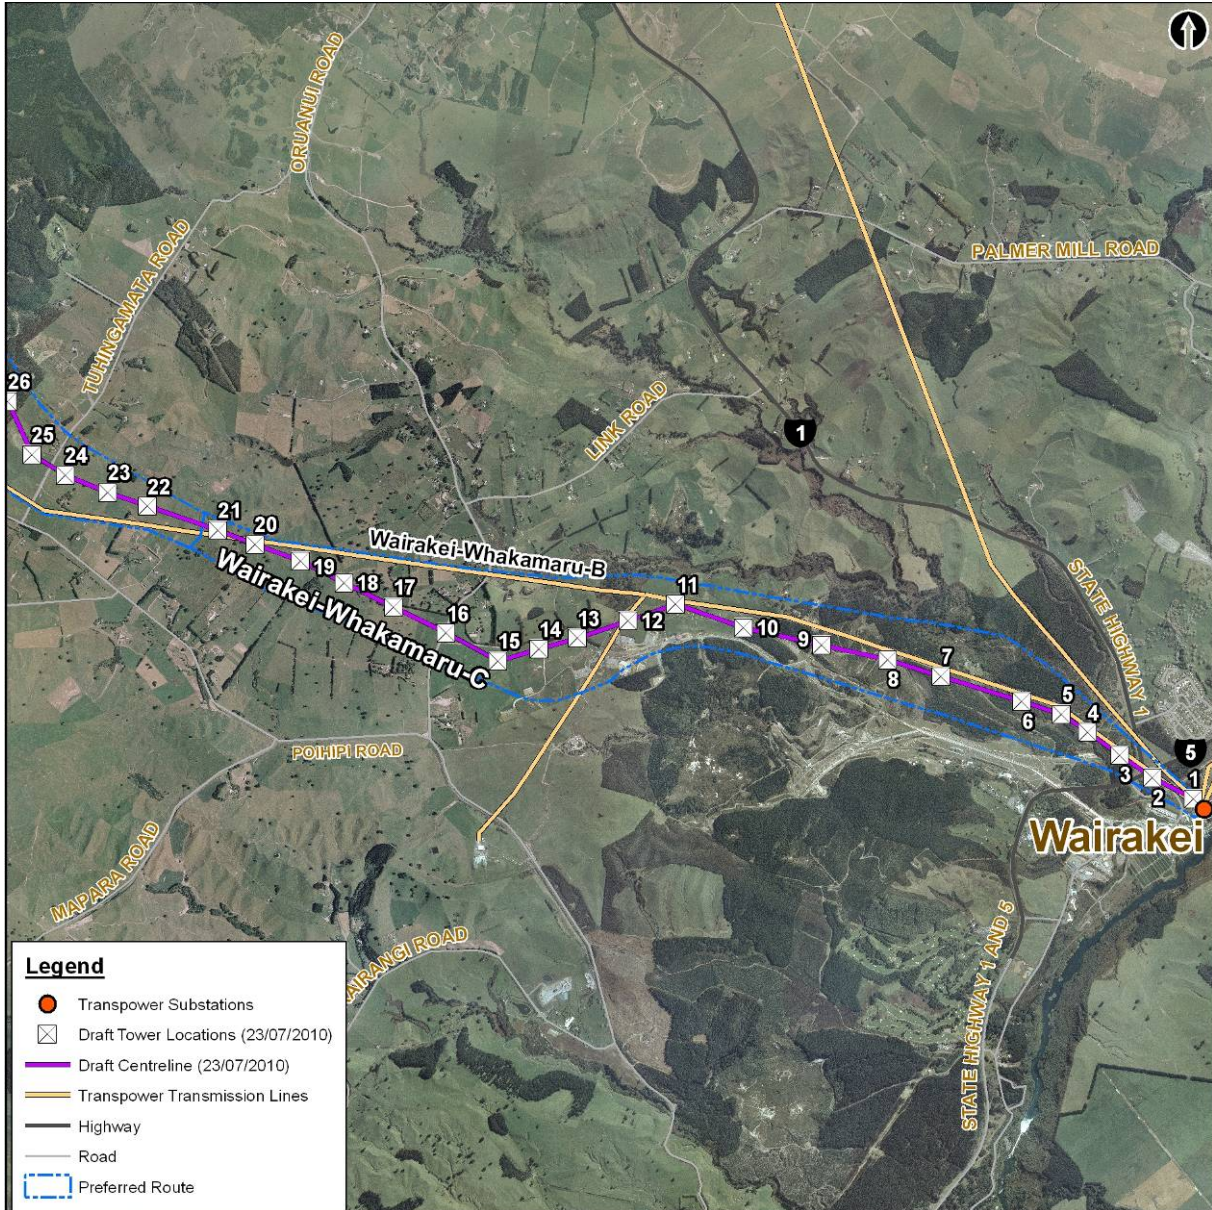 ORUANUI ROAD
PALMER MILL ROAD
TUHINGAMATA ROAD
26
LINK ROAD
1
25
24
23
22
21
20
Wairakei-Whakamaru-B
19
18
17
16
15
14
13
12
11
10
9
8
7
6
5
4
3
2
1
STATE HIGHWAY 1
5
Wairakei-Whakamaru-C
POIHIPI ROAD
Wairakei
MAPARA ROAD
AIRANGI ROAD
STATE HIGHWAY 1 AND 5
Legend
Transpower Substations
Draft Tower Locations (23/07/2010)
Draft Centreline (23/07/2010)
Transpower Transmission Lines
Highway
Road
Preferred Route